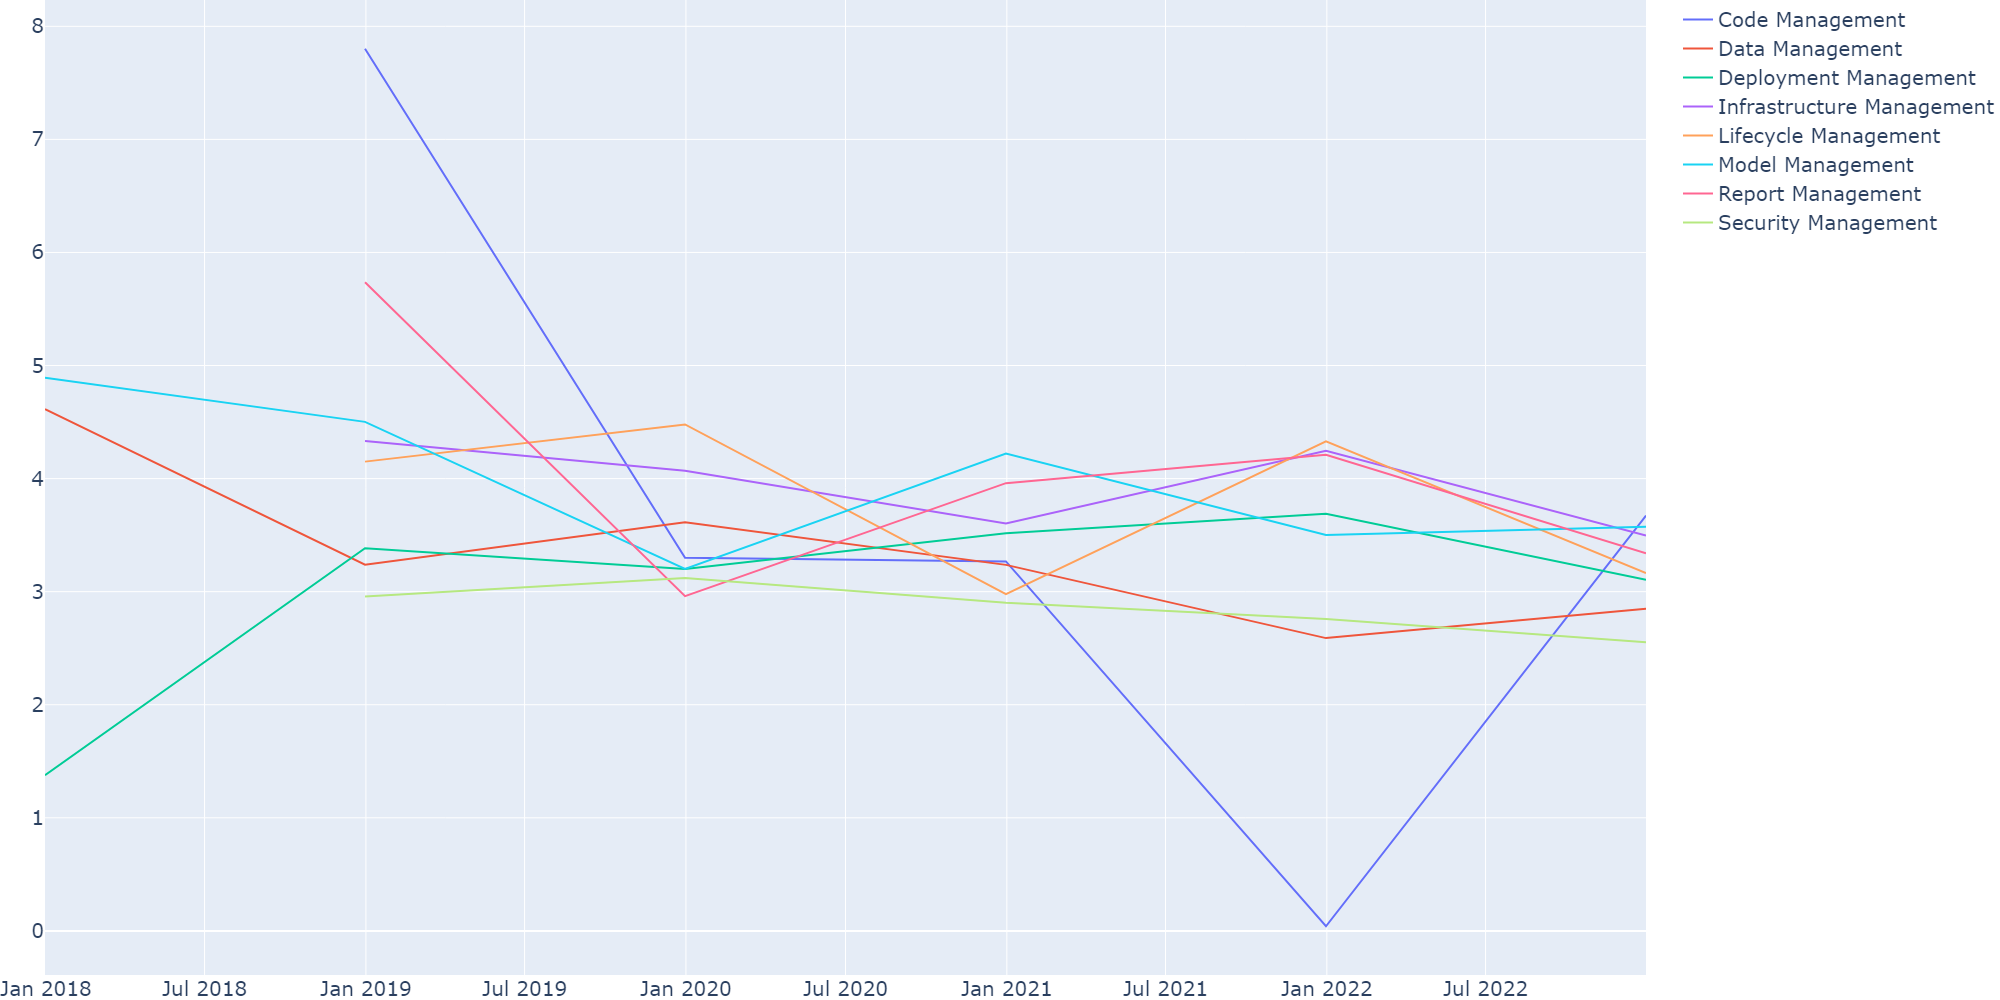 8
7
6
5
4
3
2
1
0
Jan 2018 Jul 2018 Jan 2019 Jul 2019 Jan 2020 Jul 2020 Jan 2021 Jul 2021 Jan 2022 Jul 2022
Code Management
Data Management
Deployment Management
Infrastructure Management
Lifecycle Management
Model Management
Report Management
Security Management